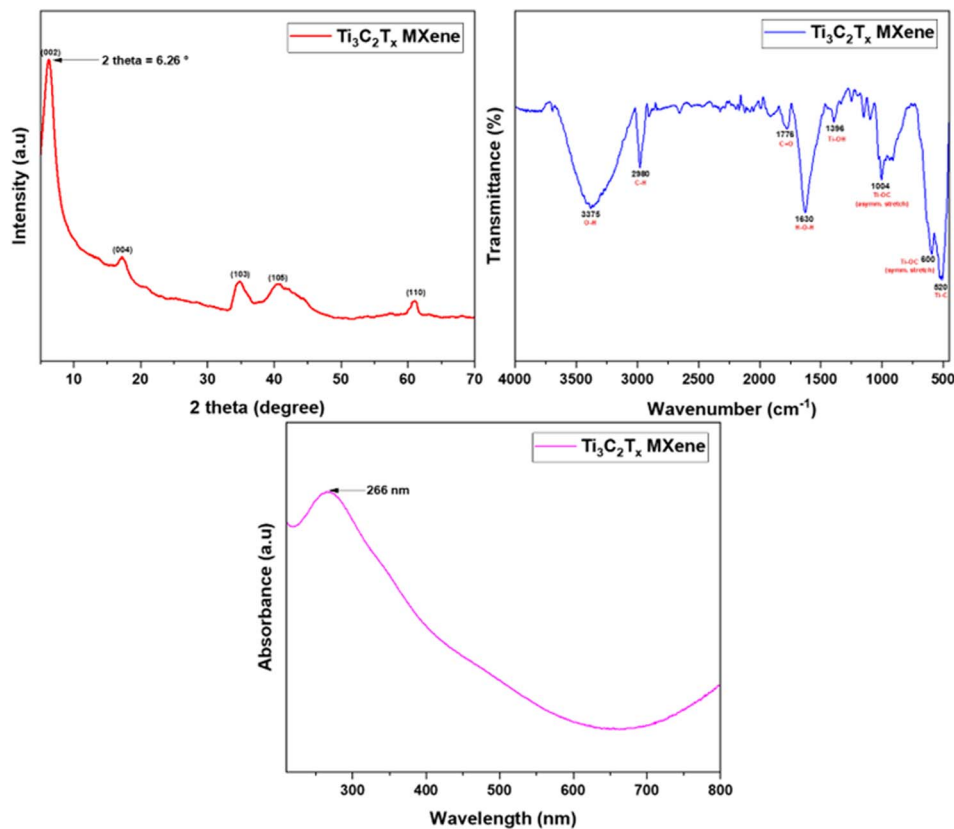 Ti₃C₂Tₓ MXene
(002)
2 theta = 6.26 °
(004)
(103)
(105)
(110)
Intensity (a.u)
10 20 30 40 50 60 70
2 theta (degree)
Ti₃C₂Tₓ MXene
3375
O-H
2980
C-H
1776
C=O
1630
H-O-H
1396
Ti-OH
1004
Ti-OC
(asymm. stretch)
Ti-OC 600
(symm. stretch)
520
Ti-C
Transmittance (%)
4000 3500 3000 2500 2000 1500 1000 500
Wavenumber (cm⁻¹)
Ti₃C₂Tₓ MXene
266 nm
Absorbance (a.u)
300 400 500 600 700 800
Wavelength (nm)